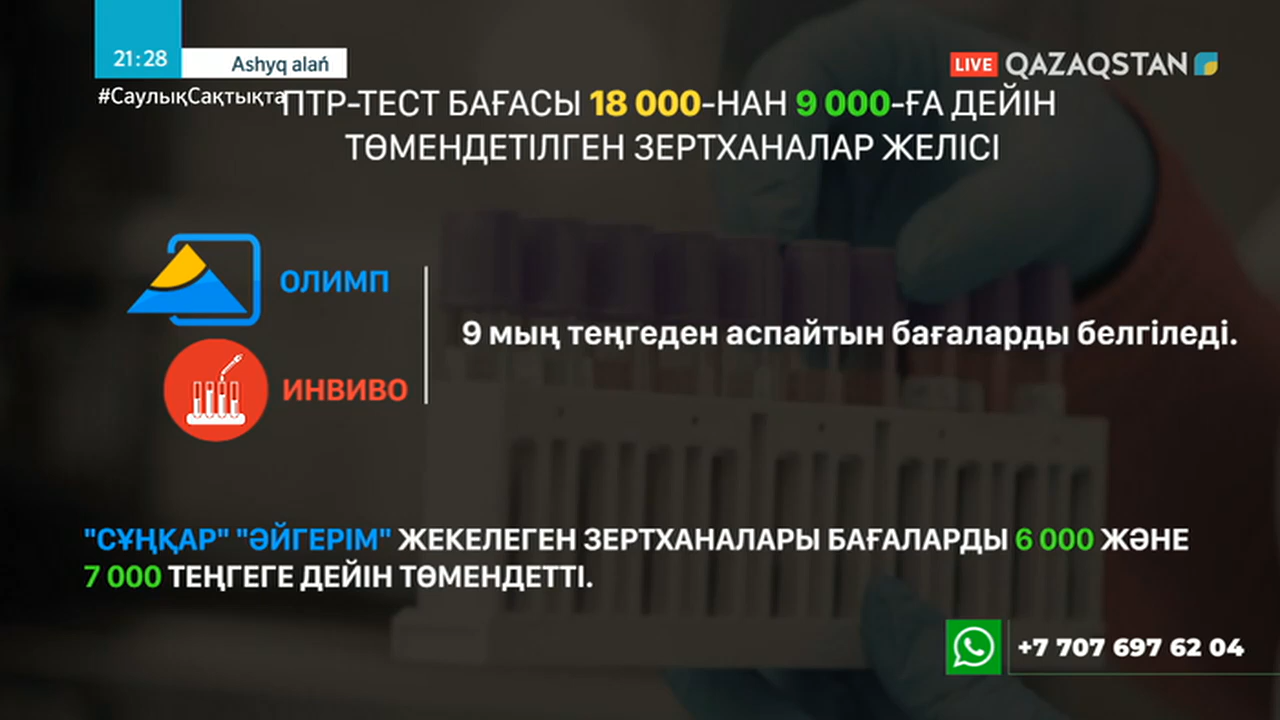 21:28
Ashyq alań
LIVE QAZAQSTAN
#СаулықСақтықта
ПТР-ТЕСТ БАҒАСЫ 18 000-НАН 9 000-ҒА ДЕЙІН
ТӨМЕНДЕТІЛГЕН ЗЕРТХАНАЛАР ЖЕЛІСІ
ОЛИМП
9 мың теңгеден аспайтын бағаларды белгіледі.
ИНВИВО
"СҰҢҚАР" "ӘЙГЕРІМ" ЖЕКЕЛЕГЕН ЗЕРТХАНАЛАРЫ БАҒАЛАРДЫ 6 000 ЖӘНЕ
7 000 ТЕҢГЕГЕ ДЕЙІН ТӨМЕНДЕТТІ.
+7 707 697 62 04